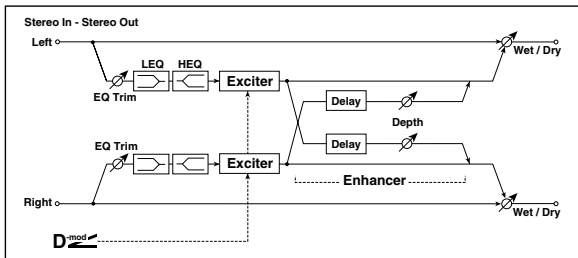 Stereo In - Stereo Out
Left
Wet / Dry
LEQ HEQ
EQ Trim
Exciter
Delay
Depth
EQ Trim
Delay
Exciter
Enhancer
Right
Wet / Dry
D-mod